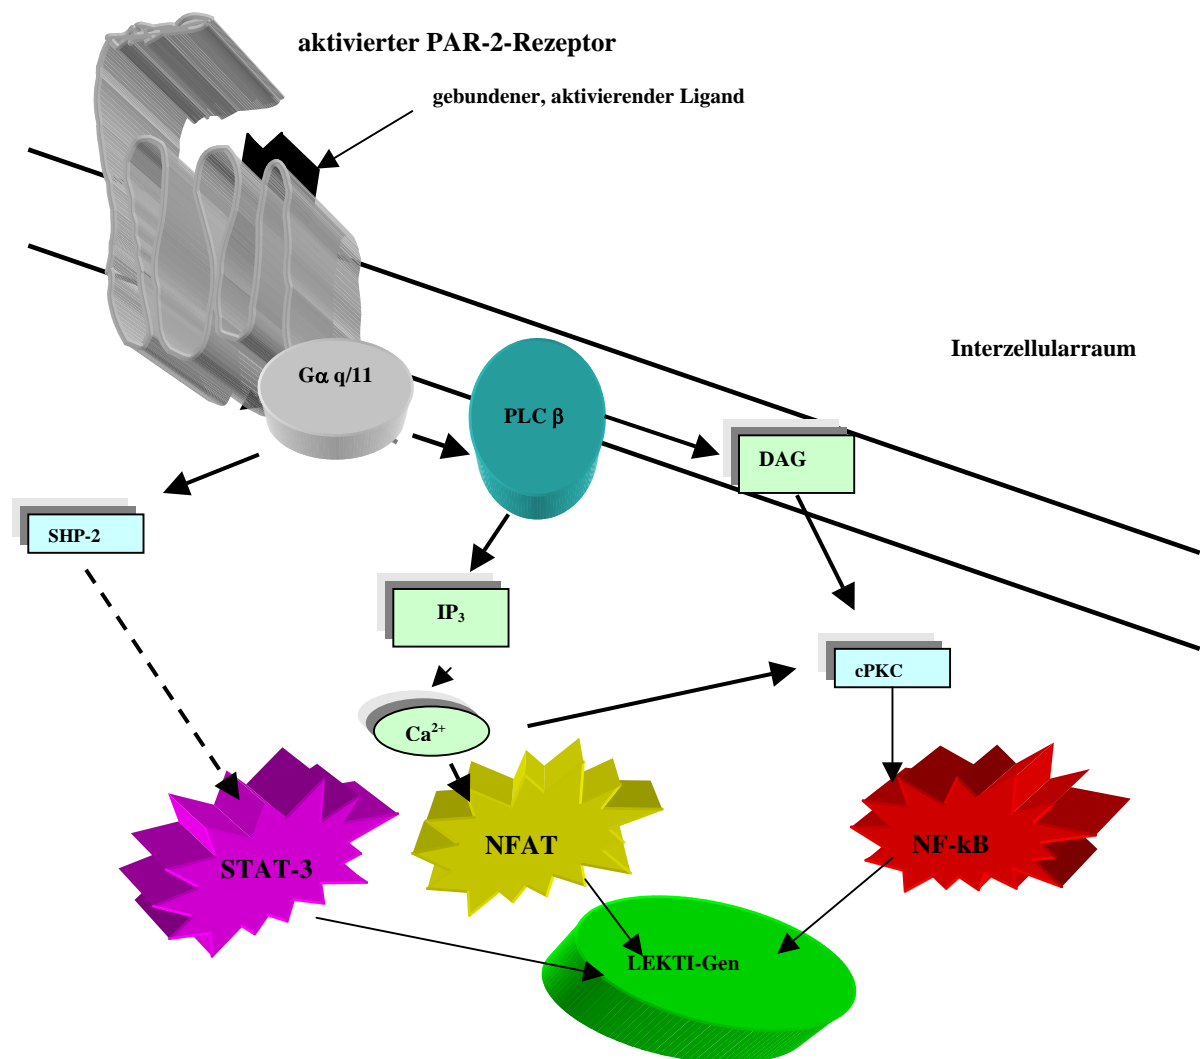 aktivierter PAR-2-Rezeptor
gebundener, aktivierender Ligand
Interzellularraum
Gα q/11
PLC β
DAG
SHP-2
IP₃
cPKC
Ca²⁺
STAT-3
NFAT
NF-kB
LEKTI-Gen